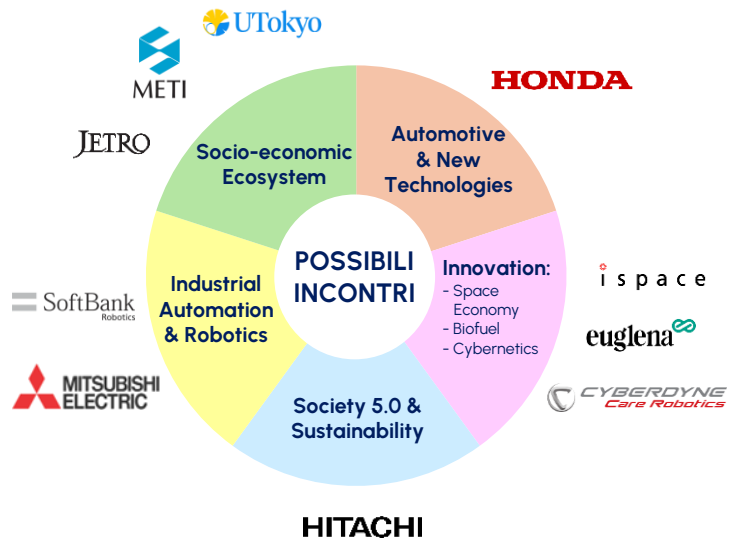 UTokyo
METI
JETRO
HONDA
Socio-economic
Ecosystem
Automotive
& New
Technologies
POSSIBILI
INCONTRI
Industrial
Automation
& Robotics
Innovation:
- Space
Economy
- Biofuel
- Cybernetics
Society 5.0 &
Sustainability
SoftBank
Robotics
MITSUBISHI
ELECTRIC
ispace
euglena
CYBERDYNE
Care Robotics
HITACHI